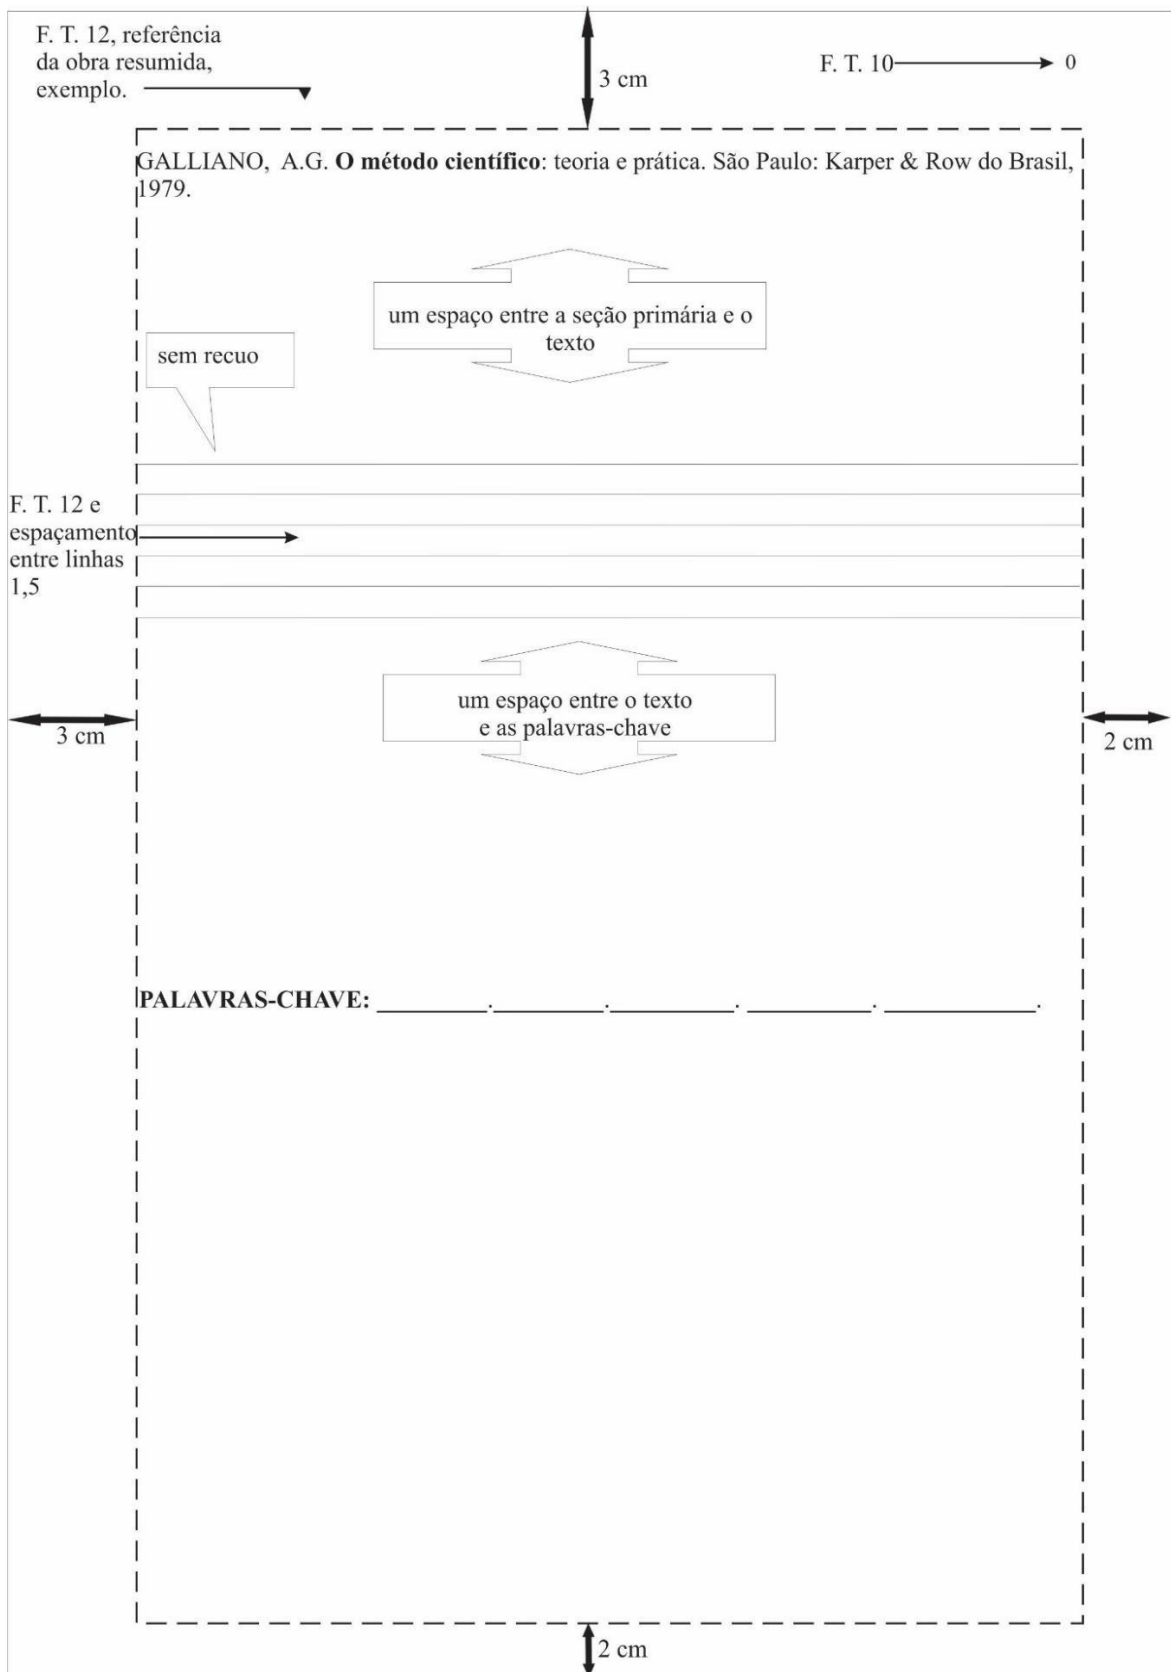 F. T. 12, referência
da obra resumida,
exemplo.
3 cm
F. T. 10
0
GALLIANO, A.G. O método científico: teoria e prática. São Paulo: Karper & Row do Brasil,
1979.
um espaço entre a seção primária e o
texto
sem recuo
F. T. 12 e
espaçamento
entre linhas
1,5
um espaço entre o texto
e as palavras-chave
3 cm
2 cm
PALAVRAS-CHAVE: ________.________._________. _________. ___________.
2 cm